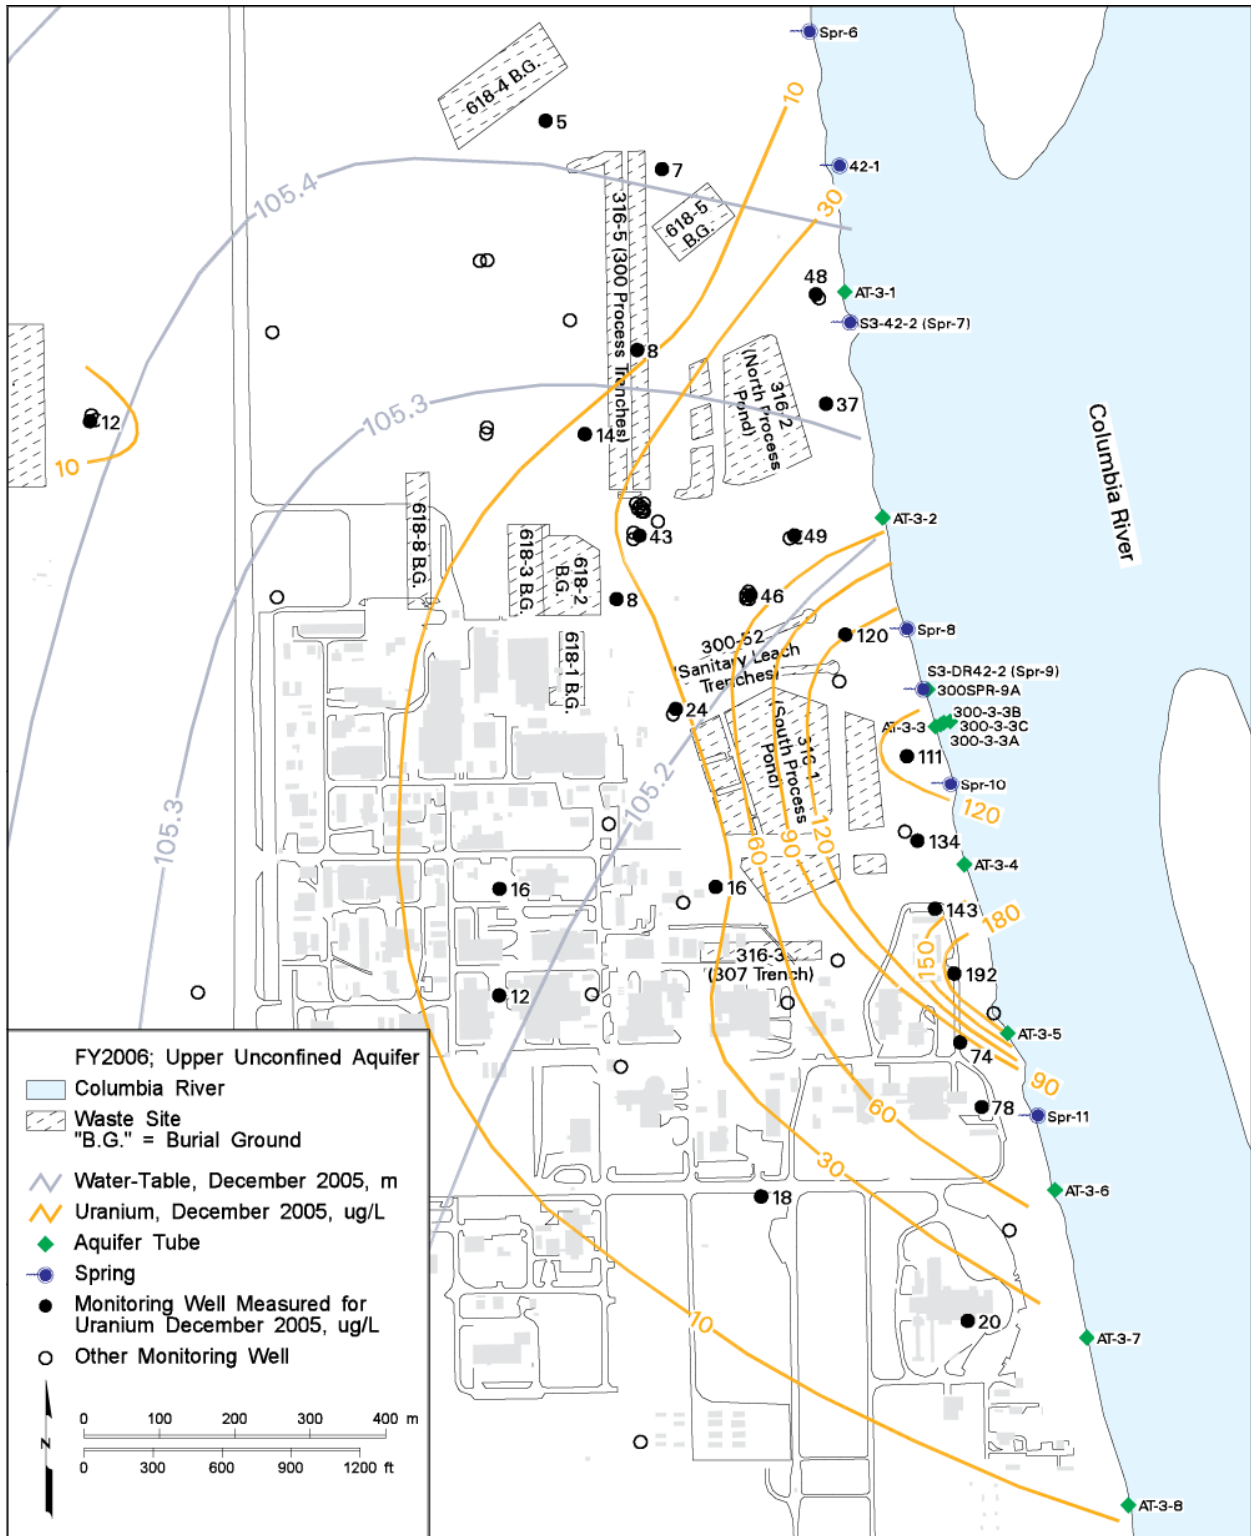 Spr-6
618-4 B.G.
10
5
7
42-1
105.4
618-5
B.G.
30
316-5 (300 Process Trenches)
48
AT-3-1
S3-42-2 (Spr-7)
8
316-2
(North Process
Pond)
37
105.3
14
12
10
Columbia River
AT-3-2
618-8 B.G.
618-3 B.G.
618-2
B.G.
43
49
8
46
120
Spr-8
300-52
(Sanitary Leach
Trenches)
618-1 B.G.
S3-DR42-2 (Spr-9)
300SPR-9A
24
300-3-3B
AT-3-3
300-3-3C
300-3-3A
316-1
(South Process
Pond)
111
105.2
Spr-10
120
105.3
60
90
120
134
AT-3-4
16
16
143
180
150
316-3
(307 Trench)
192
12
AT-3-5
74
90
78
60
Spr-11
30
AT-3-6
18
10
20
AT-3-7
AT-3-8
FY2006; Upper Unconfined Aquifer
Columbia River
Waste Site
"B.G." = Burial Ground
Water-Table, December 2005, m
Uranium, December 2005, ug/L
Aquifer Tube
Spring
Monitoring Well Measured for
Uranium December 2005, ug/L
Other Monitoring Well
0 100 200 300 400 m
N
0 300 600 900 1200 ft